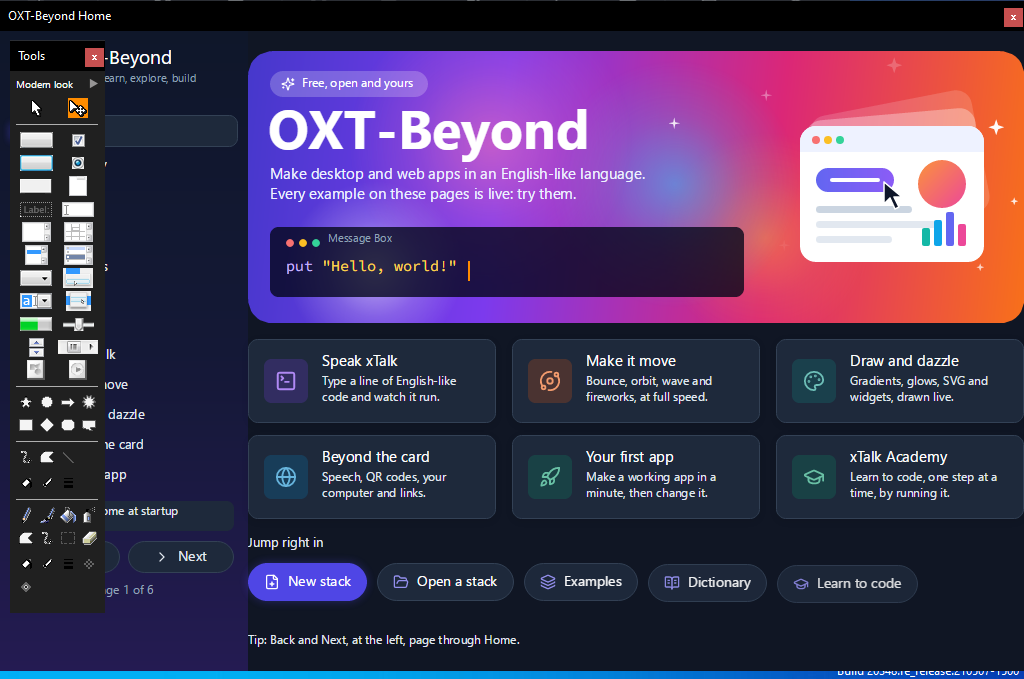 OXT-Beyond Home
Tools
Modern look
Label:
-Beyond
earn, explore, build
lk
ove
dazzle
he card
app
ome at startup
Next
ge 1 of 6
Free, open and yours
OXT-Beyond
Make desktop and web apps in an English-like language.
Every example on these pages is live: try them.
Message Box
put "Hello, world!"
Speak xTalk
Type a line of English-like
code and watch it run.
Make it move
Bounce, orbit, wave and
fireworks, at full speed.
Draw and dazzle
Gradients, glows, SVG and
widgets, drawn live.
Beyond the card
Speech, QR codes, your
computer and links.
Your first app
Make a working app in a
minute, then change it.
xTalk Academy
Learn to code, one step at a
time, by running it.
Jump right in
New stack
Open a stack
Examples
Dictionary
Learn to code
Tip: Back and Next, at the left, page through Home.